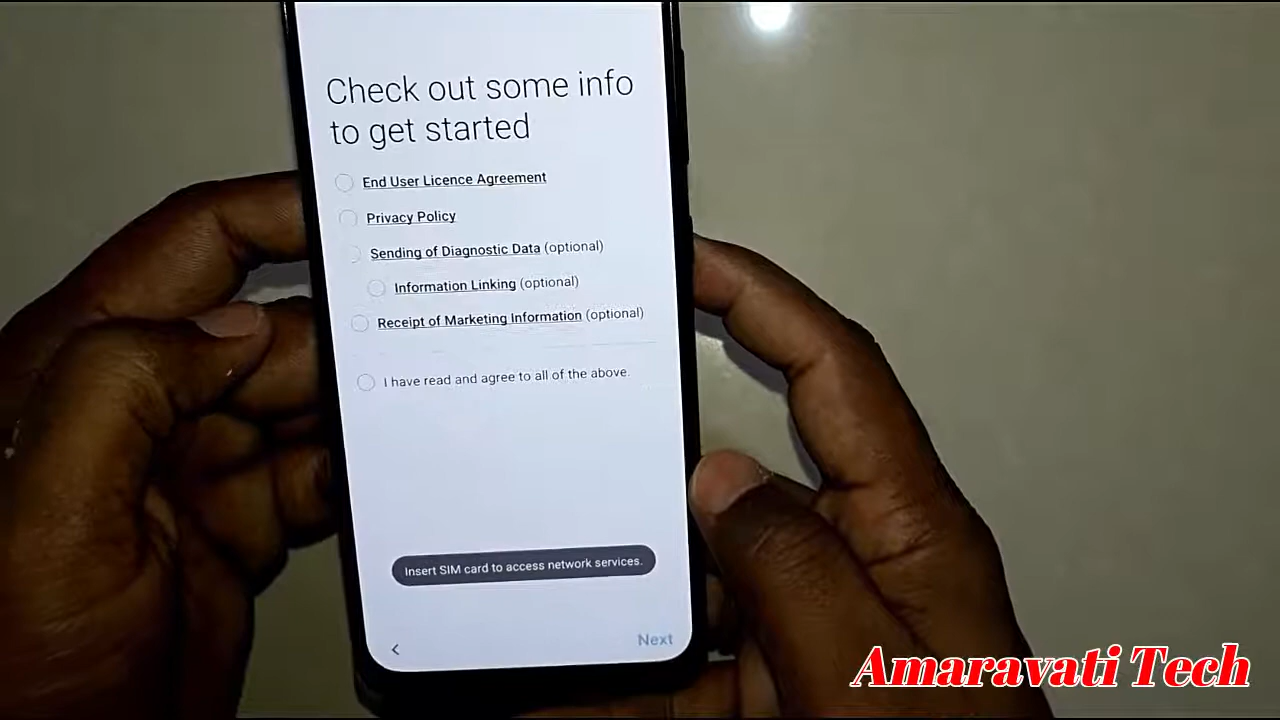 Check out some info
to get started
End User Licence Agreement
Privacy Policy
Sending of Diagnostic Data (optional)
Information Linking (optional)
Receipt of Marketing Information (optional)
I have read and agree to all of the above.
Insert SIM card to access network services.
Next
Amaravati Tech